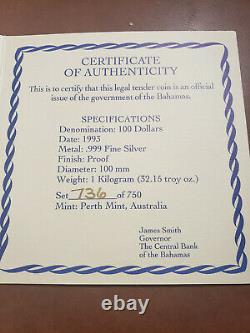 CERTIFICATE
OF AUTHENTICITY
This is to certify that this legal tender coin is an official
issue of the government of the Bahamas.
SPECIFICATIONS
Denomination: 100 Dollars
Date: 1993
Metal: .999 Fine Silver
Finish: Proof
Diameter: 100 mm
Weight: 1 Kilogram (32.15 troy oz.)
Set 736 of 750
Mint: Perth Mint, Australia
James Smith
Governor
The Central Bank
of the Bahamas